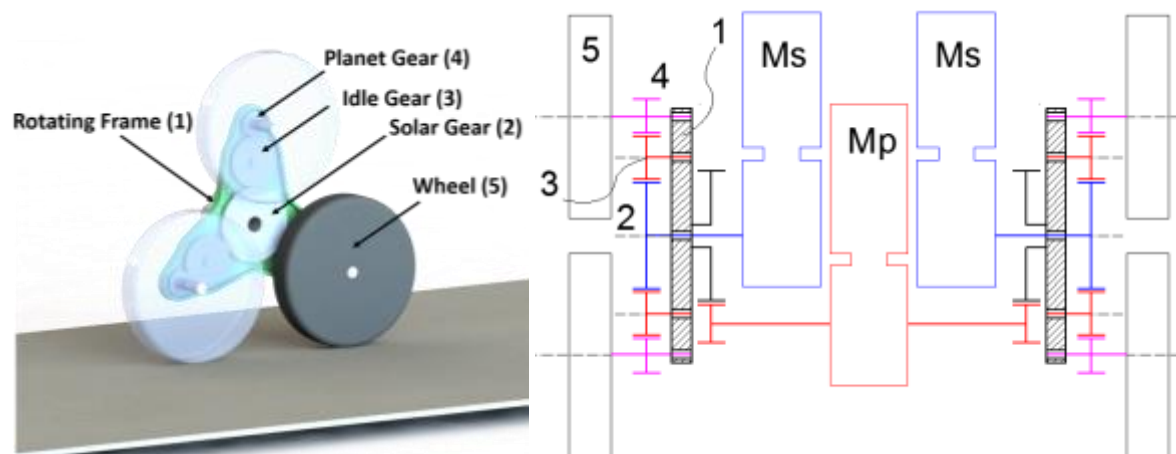 Planet Gear (4)
Idle Gear (3)
Solar Gear (2)
Rotating Frame (1)
Wheel (5)
5
4
1
Ms
Ms
Mp
3
2